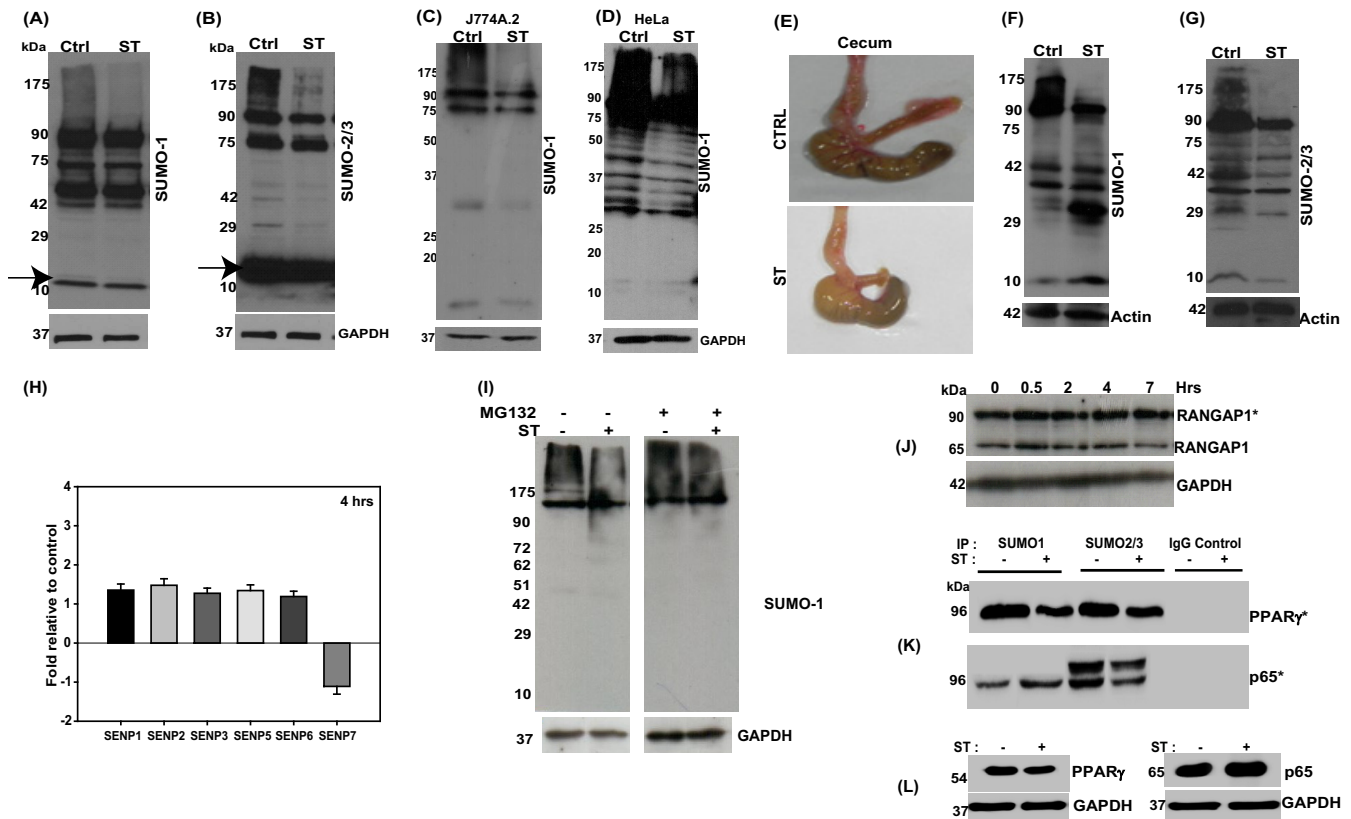 (A)
kDa
Ctrl ST
175
90
75
42
29
10
37
SUMO-1
(B)
Ctrl ST
175
90
75
42
29
10
37
SUMO-2/3
GAPDH
(C)
J774A.2
Ctrl ST
175
90
75
50
37
25
20
37
SUMO-1
(D)
HeLa
Ctrl ST
175
90
75
50
37
25
20
10
37
SUMO-1
GAPDH
(E)
Cecum
CTRL
ST
(F)
Ctrl ST
175
90
75
42
29
10
42
SUMO-1
Actin
(G)
Ctrl ST
175
90
75
42
29
10
42
SUMO-2/3
Actin
(H)
4 hrs
Fold relative to control
4
3
2
1
0
-1
-2
SENP1 SENP2 SENP3 SENP5 SENP6 SENP7
(I)
MG132 - - + +
ST - + - +
175
90
72
62
51
42
29
10
37
SUMO-1
GAPDH
(J)
kDa 0 0.5 2 4 7 Hrs
90 RANGAP1*
65 RANGAP1
42 GAPDH
(K)
IP : SUMO1 SUMO2/3 IgG Control
ST : - + - + - +
kDa
96 PPARγ*
96 p65*
(L)
ST : - +
54 PPARγ
37 GAPDH
ST : - +
65 p65
37 GAPDH